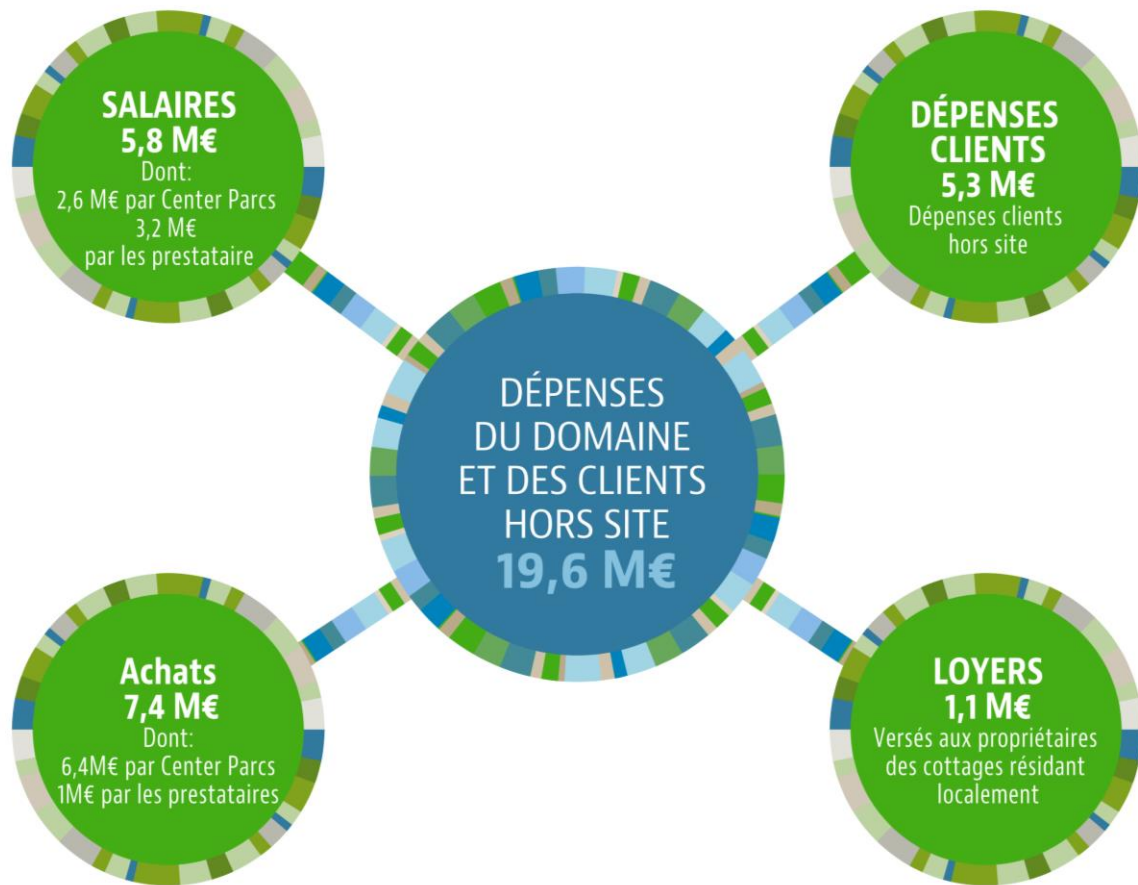 SALAIRES
5,8 M€
Dont:
2,6 M€ par Center Parcs
3,2 M€
par les prestataire
DÉPENSES
CLIENTS
5,3 M€
Dépenses clients
hors site
DÉPENSES
DU DOMAINE
ET DES CLIENTS
HORS SITE
19,6 M€
Achats
7,4 M€
Dont:
6,4M€ par Center Parcs
1M€ par les prestataires
LOYERS
1,1 M€
Versés aux propriétaires
des cottages résidant
localement